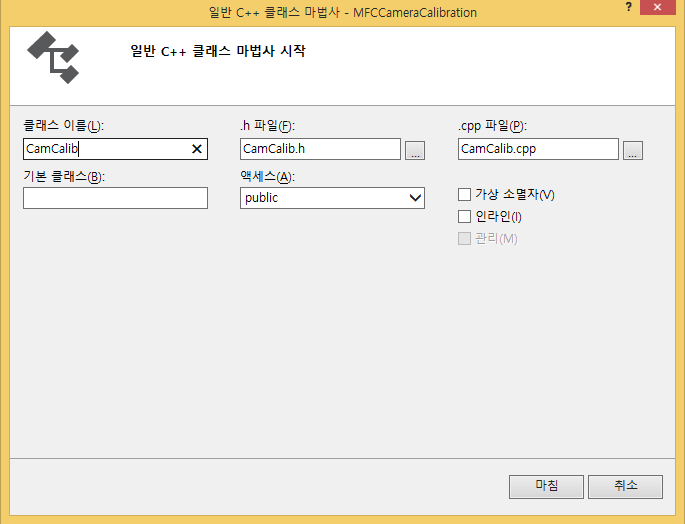 일반 C++ 클래스 마법사 - MFCCameraCalibration
? ×
일반 C++ 클래스 마법사 시작
클래스 이름(L): .h 파일(F): .cpp 파일(P):
CamCalib × CamCalib.h ... CamCalib.cpp ...
기본 클래스(B): 액세스(A):
public 가상 소멸자(V)
인라인(I)
관리(M)
마침 취소